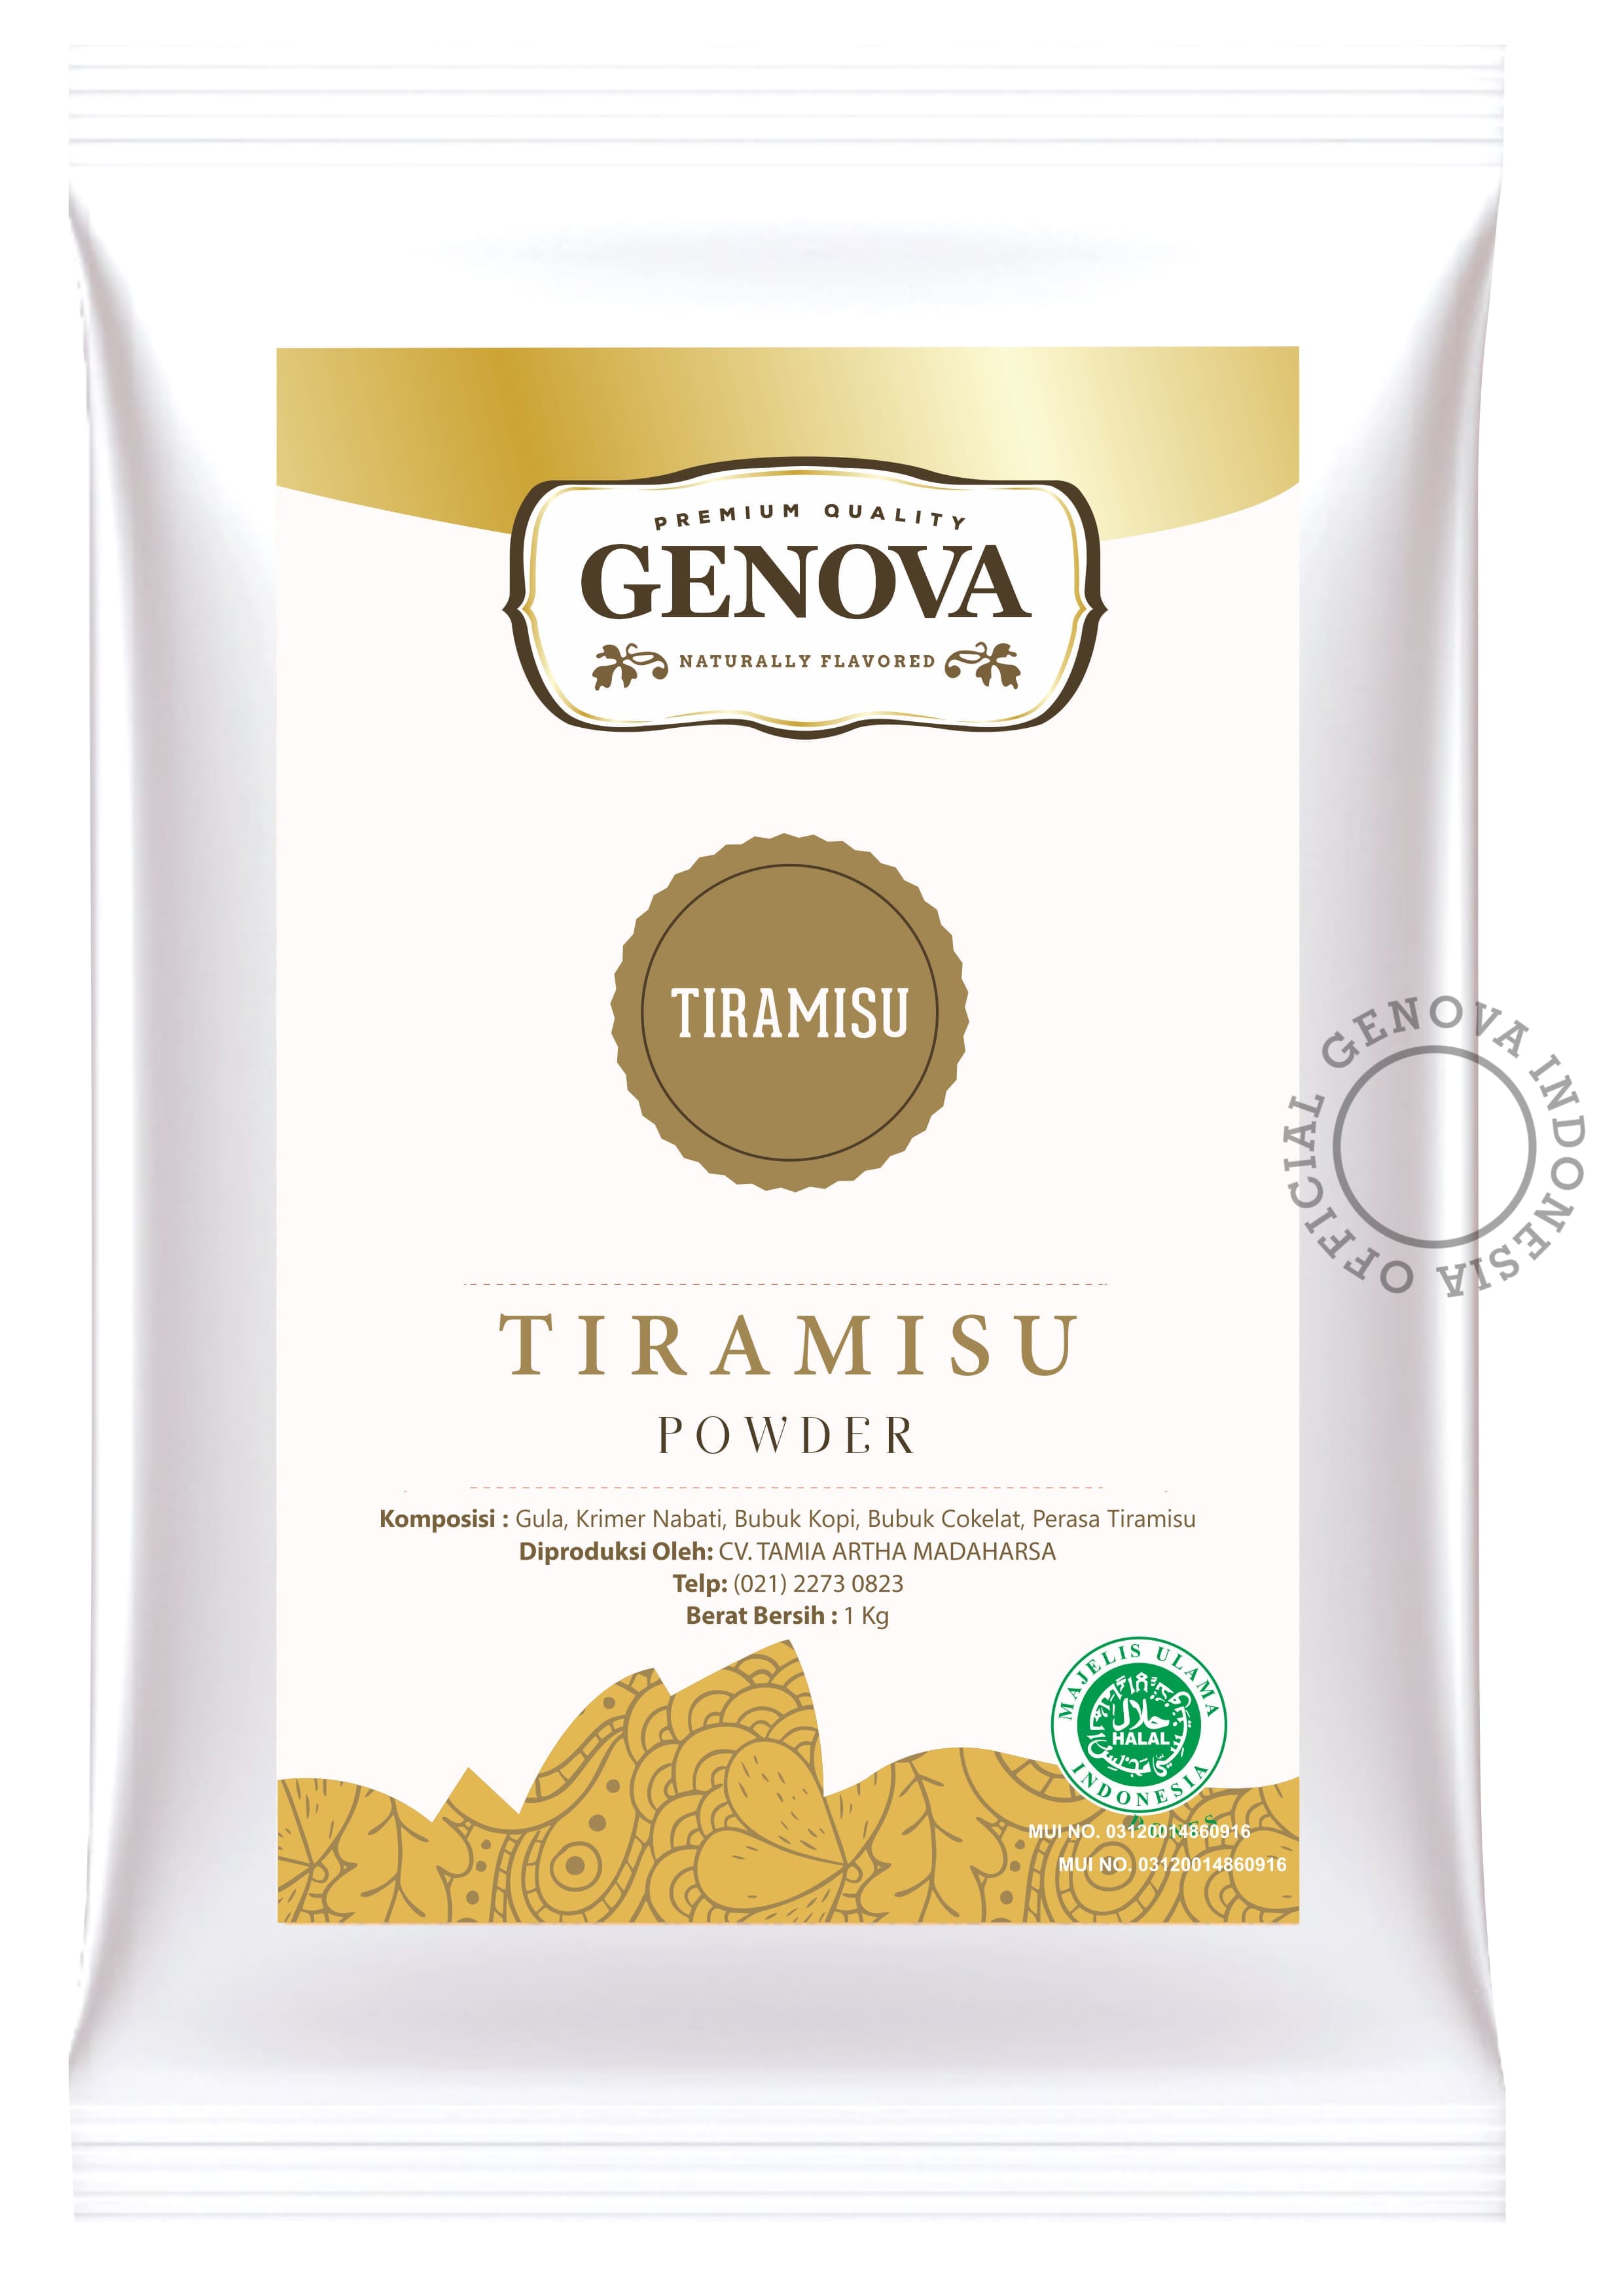 PREMIUM QUALITY
GENOVA
NATURALLY FLAVORED
TIRAMISU
GENOVA INDONESIA OFFICIAL
TIRAMISU
POWDER
Komposisi : Gula, Krimer Nabati, Bubuk Kopi, Bubuk Cokelat, Perasa Tiramisu
Diproduksi Oleh: CV. TAMIA ARTHA MADAHARSA
Telp: (021) 2273 0823
Berat Bersih : 1 Kg
MAJELIS ULAMA
حلال
HALAL
INDONESIA
MUI NO. 03120014860916
MUI NO. 03120014860916